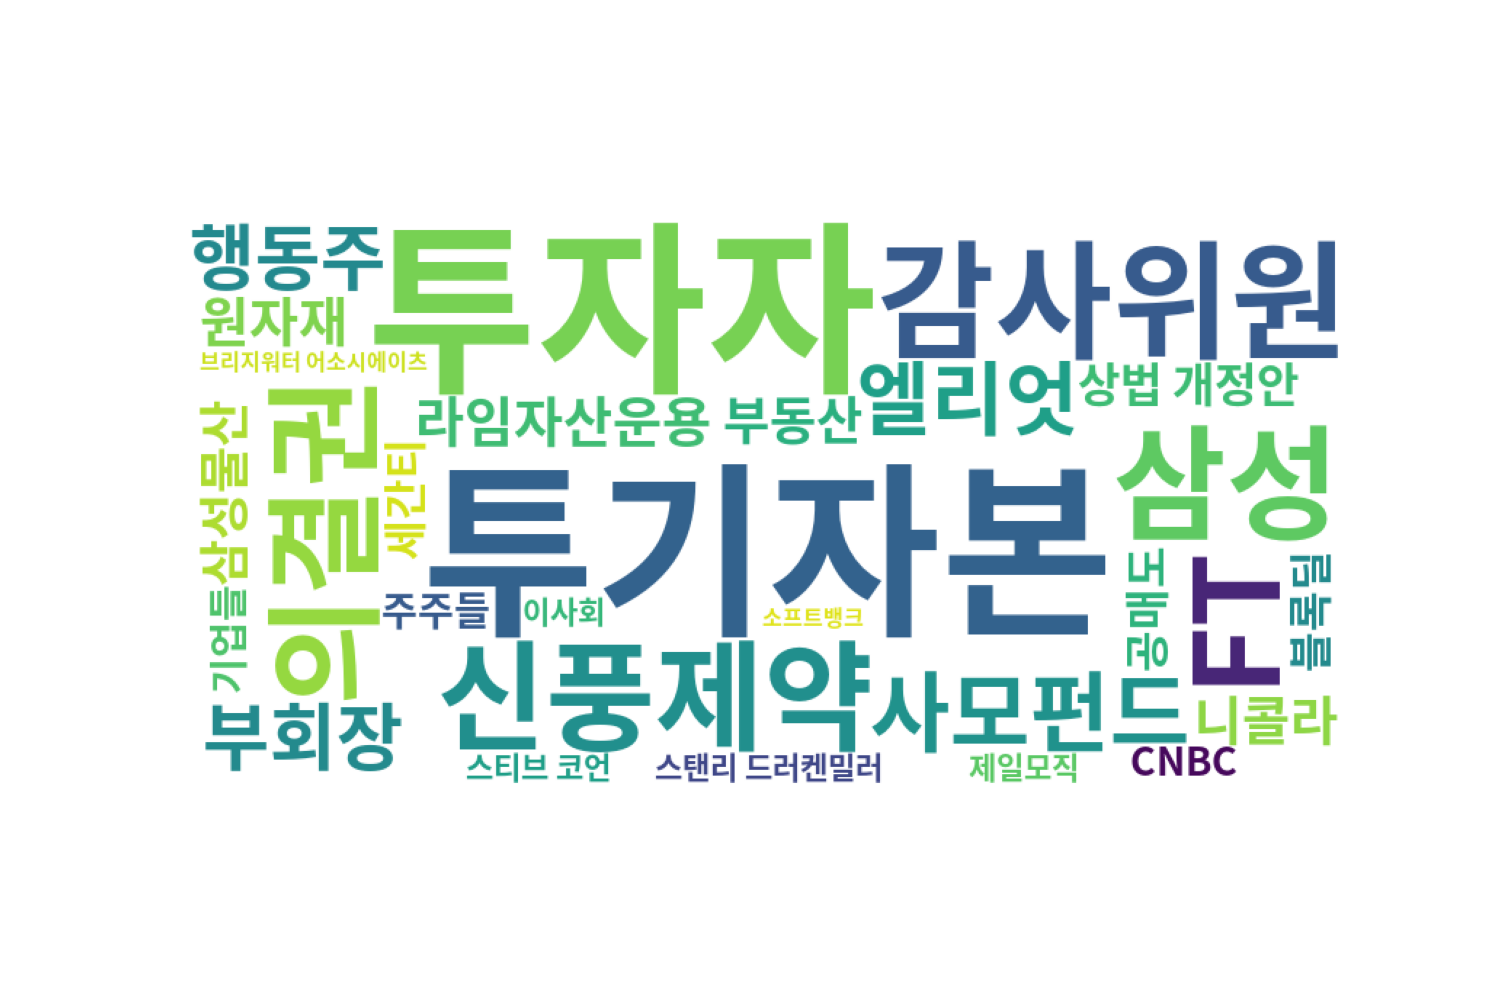 행동주
투자자
감사위원
원자재
브리지워터 어소시에이츠
엘리엇
상법 개정안
라임자산운용
부동산
삼성물산
의결권
세간티
투기자본
삼성
기업들
주주들
이사회
소프트뱅크
공매도
FT
블록딜
부회장
신풍제약
사모펀드
니콜라
스티브 코언
스탠리 드러켄밀러
제일모직
CNBC